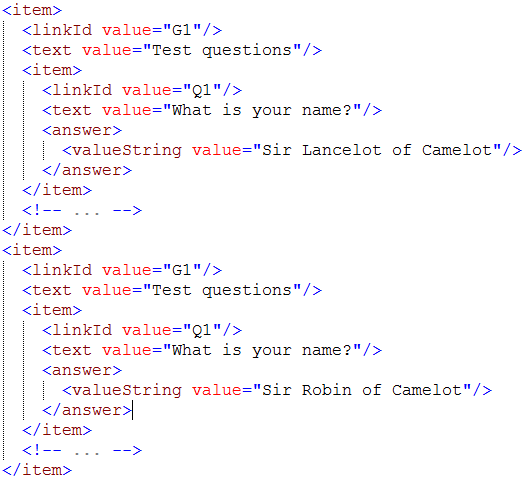 <item>
  <linkId value="G1"/>
  <text value="Test questions"/>
  <item>
    <linkId value="Q1"/>
    <text value="What is your name?"/>
    <answer>
      <valueString value="Sir Lancelot of Camelot"/>
    </answer>
  </item>
  <!-- ... -->
</item>
<item>
  <linkId value="G1"/>
  <text value="Test questions"/>
  <item>
    <linkId value="Q1"/>
    <text value="What is your name?"/>
    <answer>
      <valueString value="Sir Robin of Camelot"/>
    </answer>
  </item>
  <!-- ... -->
</item>